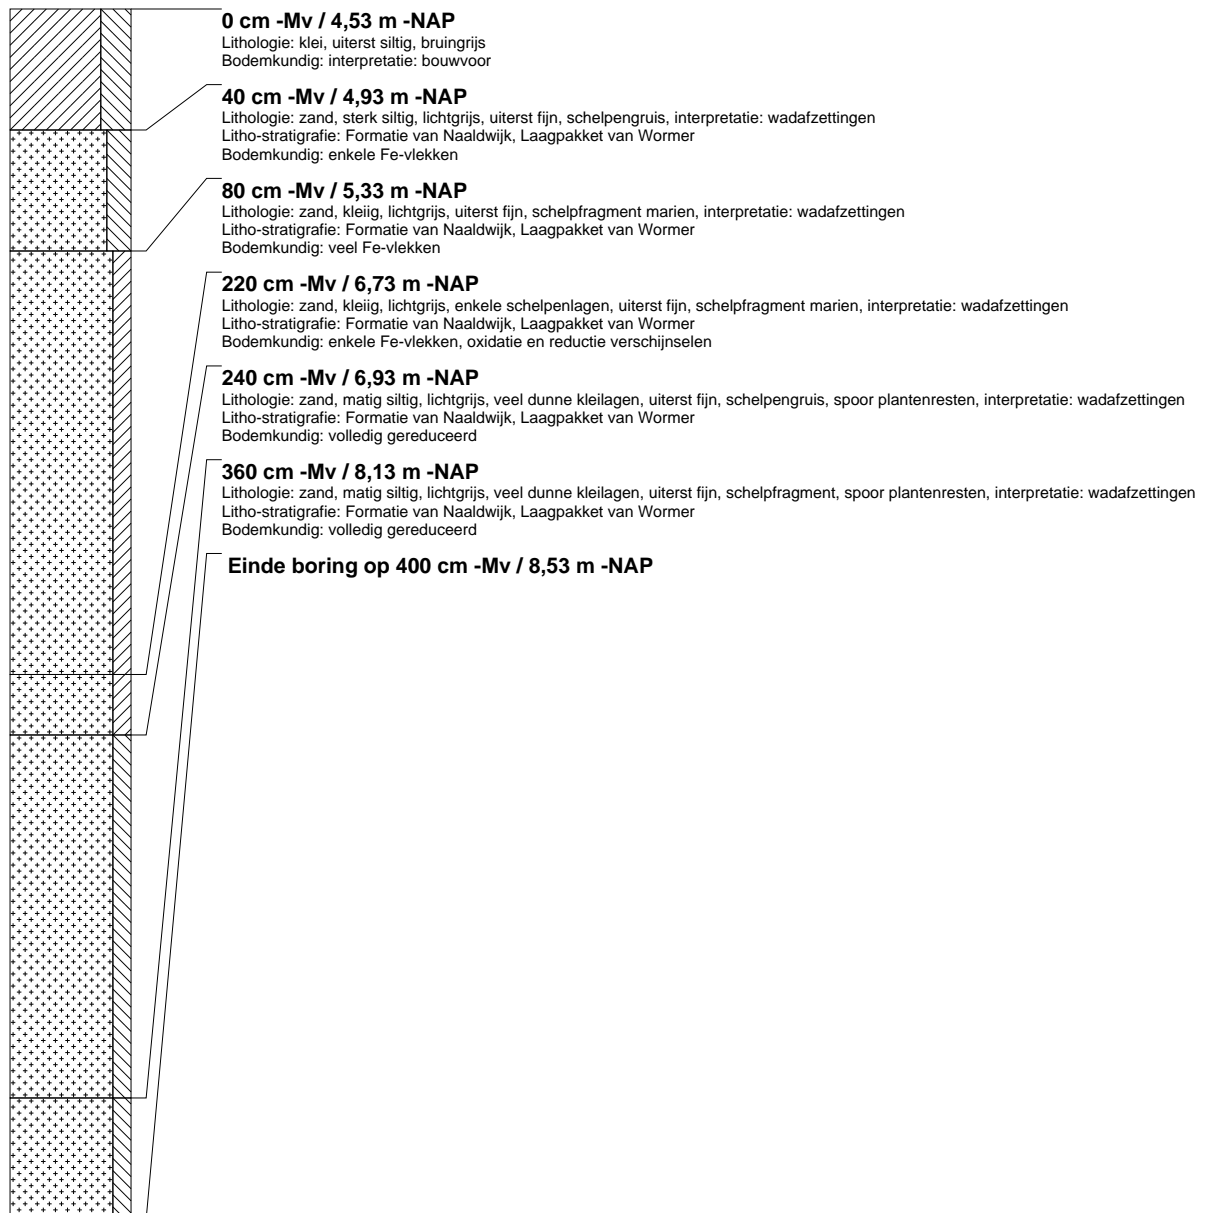 0 cm -Mv / 4,53 m -NAP
Lithologie: klei, uiterst siltig, bruingrijs
Bodemkundig: interpretatie: bouwvoor
40 cm -Mv / 4,93 m -NAP
Lithologie: zand, sterk siltig, lichtgrijs, uiterst fijn, schelpengruis, interpretatie: wadafzettingen
Litho-stratigrafie: Formatie van Naaldwijk, Laagpakket van Wormer
Bodemkundig: enkele Fe-vlekken
80 cm -Mv / 5,33 m -NAP
Lithologie: zand, kleiig, lichtgrijs, uiterst fijn, schelpfragment marien, interpretatie: wadafzettingen
Litho-stratigrafie: Formatie van Naaldwijk, Laagpakket van Wormer
Bodemkundig: veel Fe-vlekken
220 cm -Mv / 6,73 m -NAP
Lithologie: zand, kleiig, lichtgrijs, enkele schelpenlagen, uiterst fijn, schelpfragment marien, interpretatie: wadafzettingen
Litho-stratigrafie: Formatie van Naaldwijk, Laagpakket van Wormer
Bodemkundig: enkele Fe-vlekken, oxidatie en reductie verschijnselen
240 cm -Mv / 6,93 m -NAP
Lithologie: zand, matig siltig, lichtgrijs, veel dunne kleilagen, uiterst fijn, schelpengruis, spoor plantenresten, interpretatie: wadafzettingen
Litho-stratigrafie: Formatie van Naaldwijk, Laagpakket van Wormer
Bodemkundig: volledig gereduceerd
360 cm -Mv / 8,13 m -NAP
Lithologie: zand, matig siltig, lichtgrijs, veel dunne kleilagen, uiterst fijn, schelpfragment, spoor plantenresten, interpretatie: wadafzettingen
Litho-stratigrafie: Formatie van Naaldwijk, Laagpakket van Wormer
Bodemkundig: volledig gereduceerd
Einde boring op 400 cm -Mv / 8,53 m -NAP